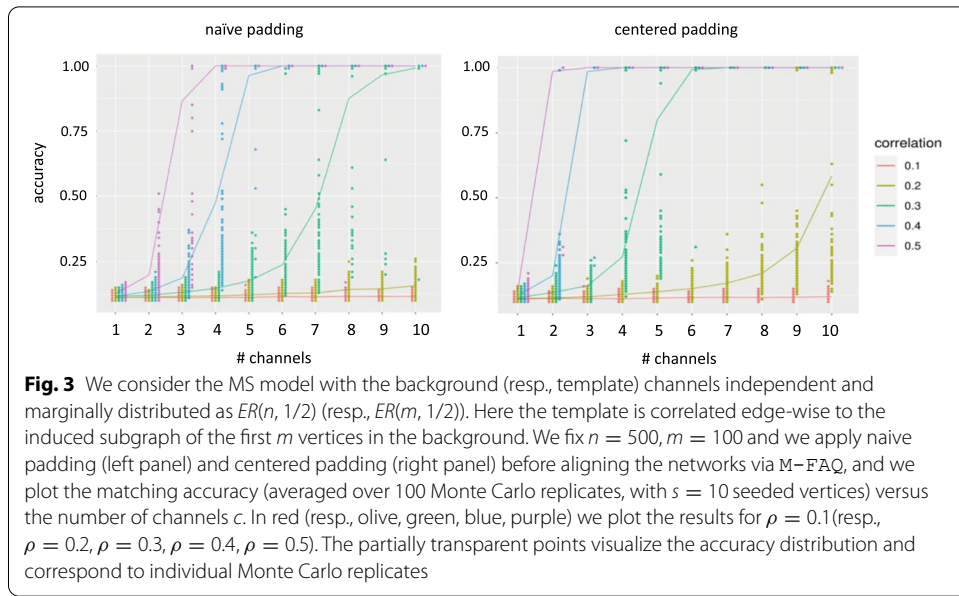 naïve padding
centered padding
1.00
0.75
0.50
0.25
accuracy
1 2 3 4 5 6 7 8 9 10
# channels
1.00
0.75
0.50
0.25
1 2 3 4 5 6 7 8 9 10
# channels
correlation
0.1
0.2
0.3
0.4
0.5
Fig. 3 We consider the MS model with the background (resp., template) channels independent and
marginally distributed as ER(n, 1/2) (resp., ER(m, 1/2)). Here the template is correlated edge-wise to the
induced subgraph of the first m vertices in the background. We fix n = 500, m = 100 and we apply naive
padding (left panel) and centered padding (right panel) before aligning the networks via M-FAQ, and we
plot the matching accuracy (averaged over 100 Monte Carlo replicates, with s = 10 seeded vertices) versus
the number of channels c. In red (resp., olive, green, blue, purple) we plot the results for ρ = 0.1(resp.,
ρ = 0.2, ρ = 0.3, ρ = 0.4, ρ = 0.5). The partially transparent points visualize the accuracy distribution and
correspond to individual Monte Carlo replicates